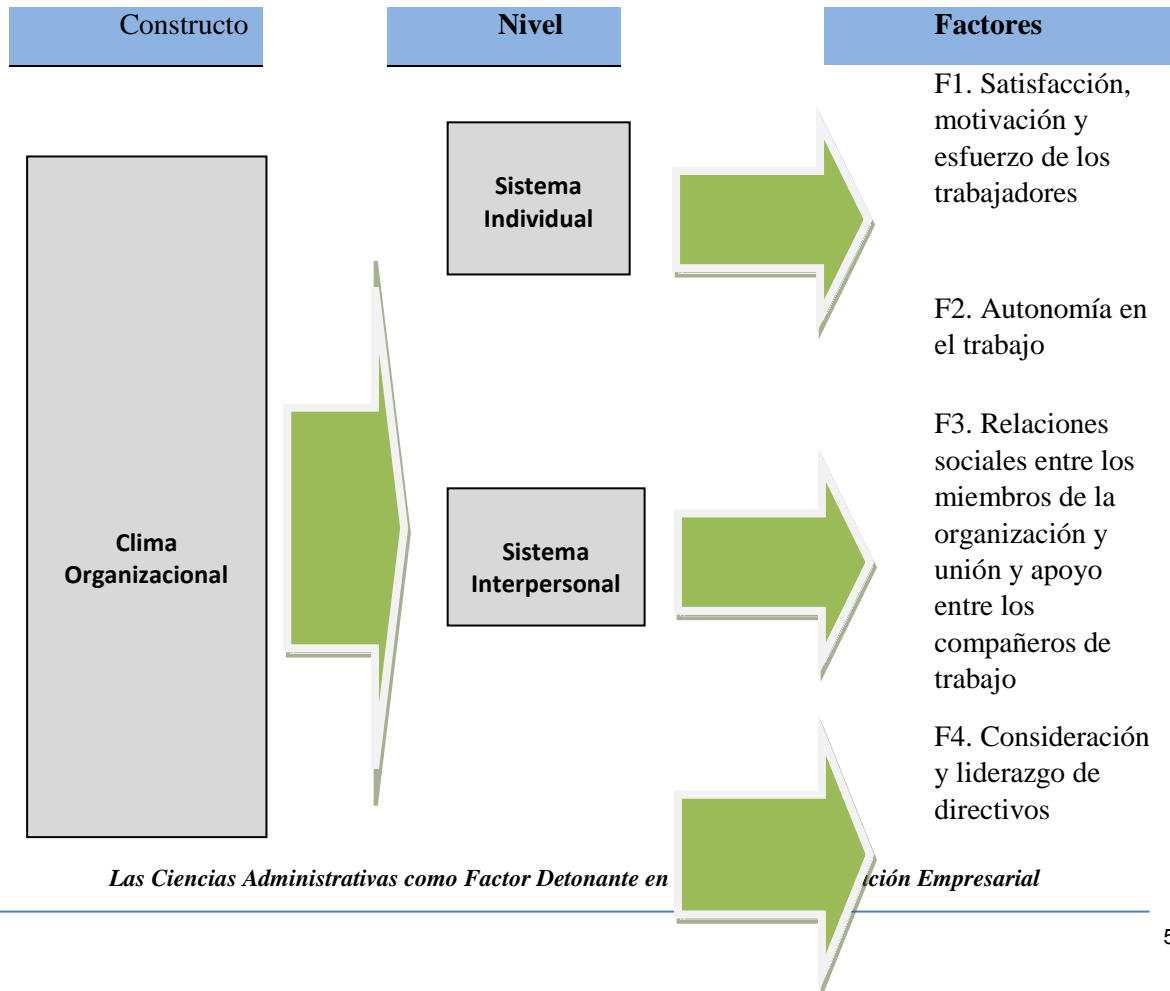 Constructo
Nivel
Factores
Clima
Organizacional
Sistema
Individual
Sistema
Interpersonal
F1. Satisfacción,
motivación y
esfuerzo de los
trabajadores
F2. Autonomía en
el trabajo
F3. Relaciones
sociales entre los
miembros de la
organización y
unión y apoyo
entre los
compañeros de
trabajo
F4. Consideración
y liderazgo de
directivos
Las Ciencias Administrativas como Factor Detonante en Empresarial
5